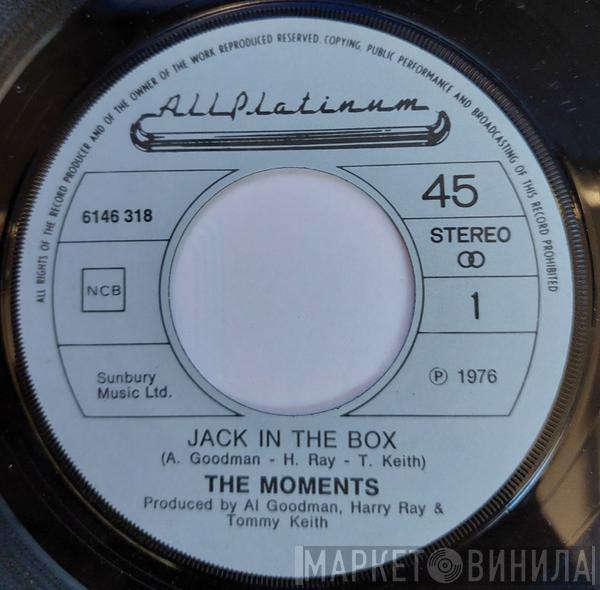 ALL RIGHTS OF THE RECORD PRODUCER AND OF THE OWNER OF THE WORK REPRODUCED RESERVED. COPYING, PUBLIC PERFORMANCE AND BROADCASTING OF THIS RECORD PROHIBITED
All Platinum
6146 318
45
STEREO
NCB
1
Sunbury
Music Ltd.
Ⓟ 1976
JACK IN THE BOX
(A. Goodman - H. Ray - T. Keith)
THE MOMENTS
Produced by Al Goodman, Harry Ray &
Tommy Keith
МАРКЕТ ВИНИЛА